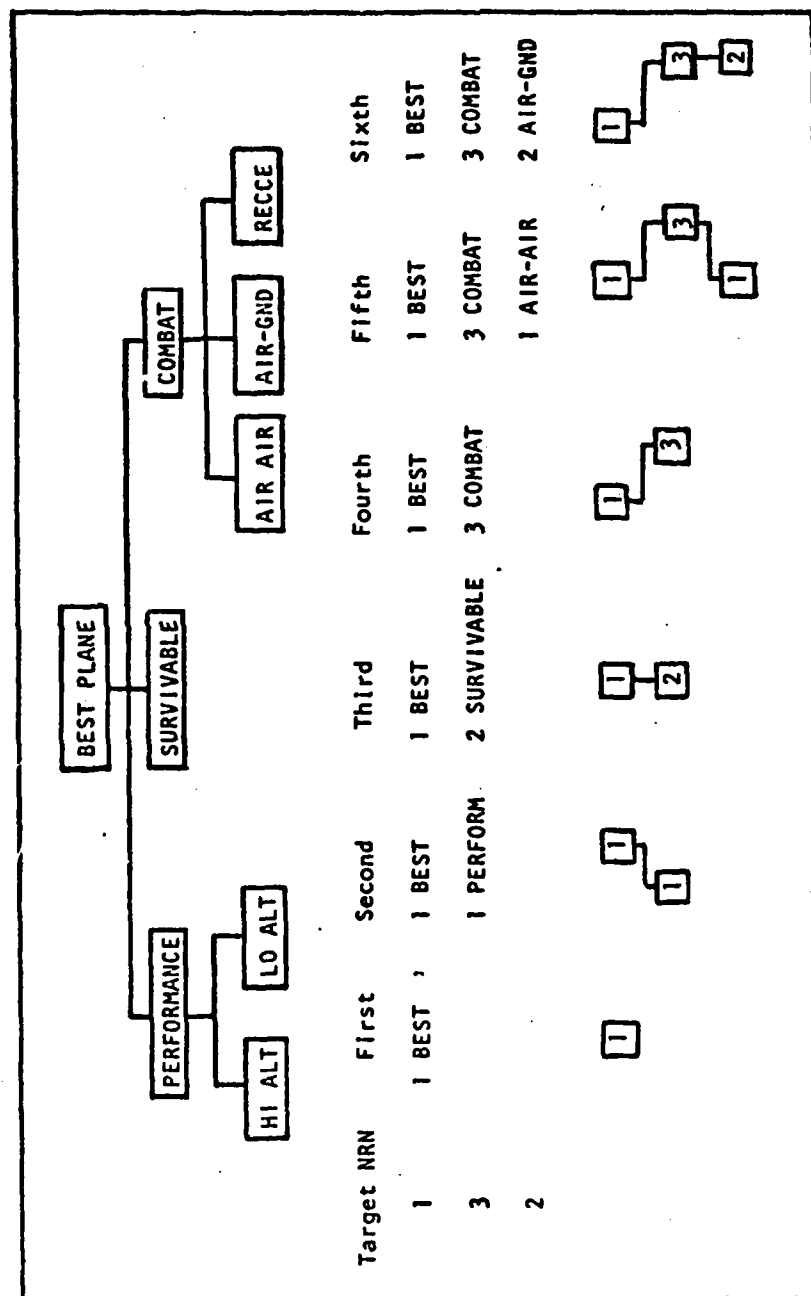 BEST PLANE
PERFORMANCE SURVIVABLE COMBAT
HI ALT LO ALT AIR AIR AIR-GND RECCE
Target NRN First Second Third Fourth Fifth Sixth
1 1 BEST , 1 BEST 1 BEST 1 BEST 1 BEST 1 BEST
3 1 PERFORM 2 SURVIVABLE 3 COMBAT 3 COMBAT 3 COMBAT
2 1 AIR-AIR 2 AIR-GND
1 1 1 1 1 1
1 2 3 3 3
1 2